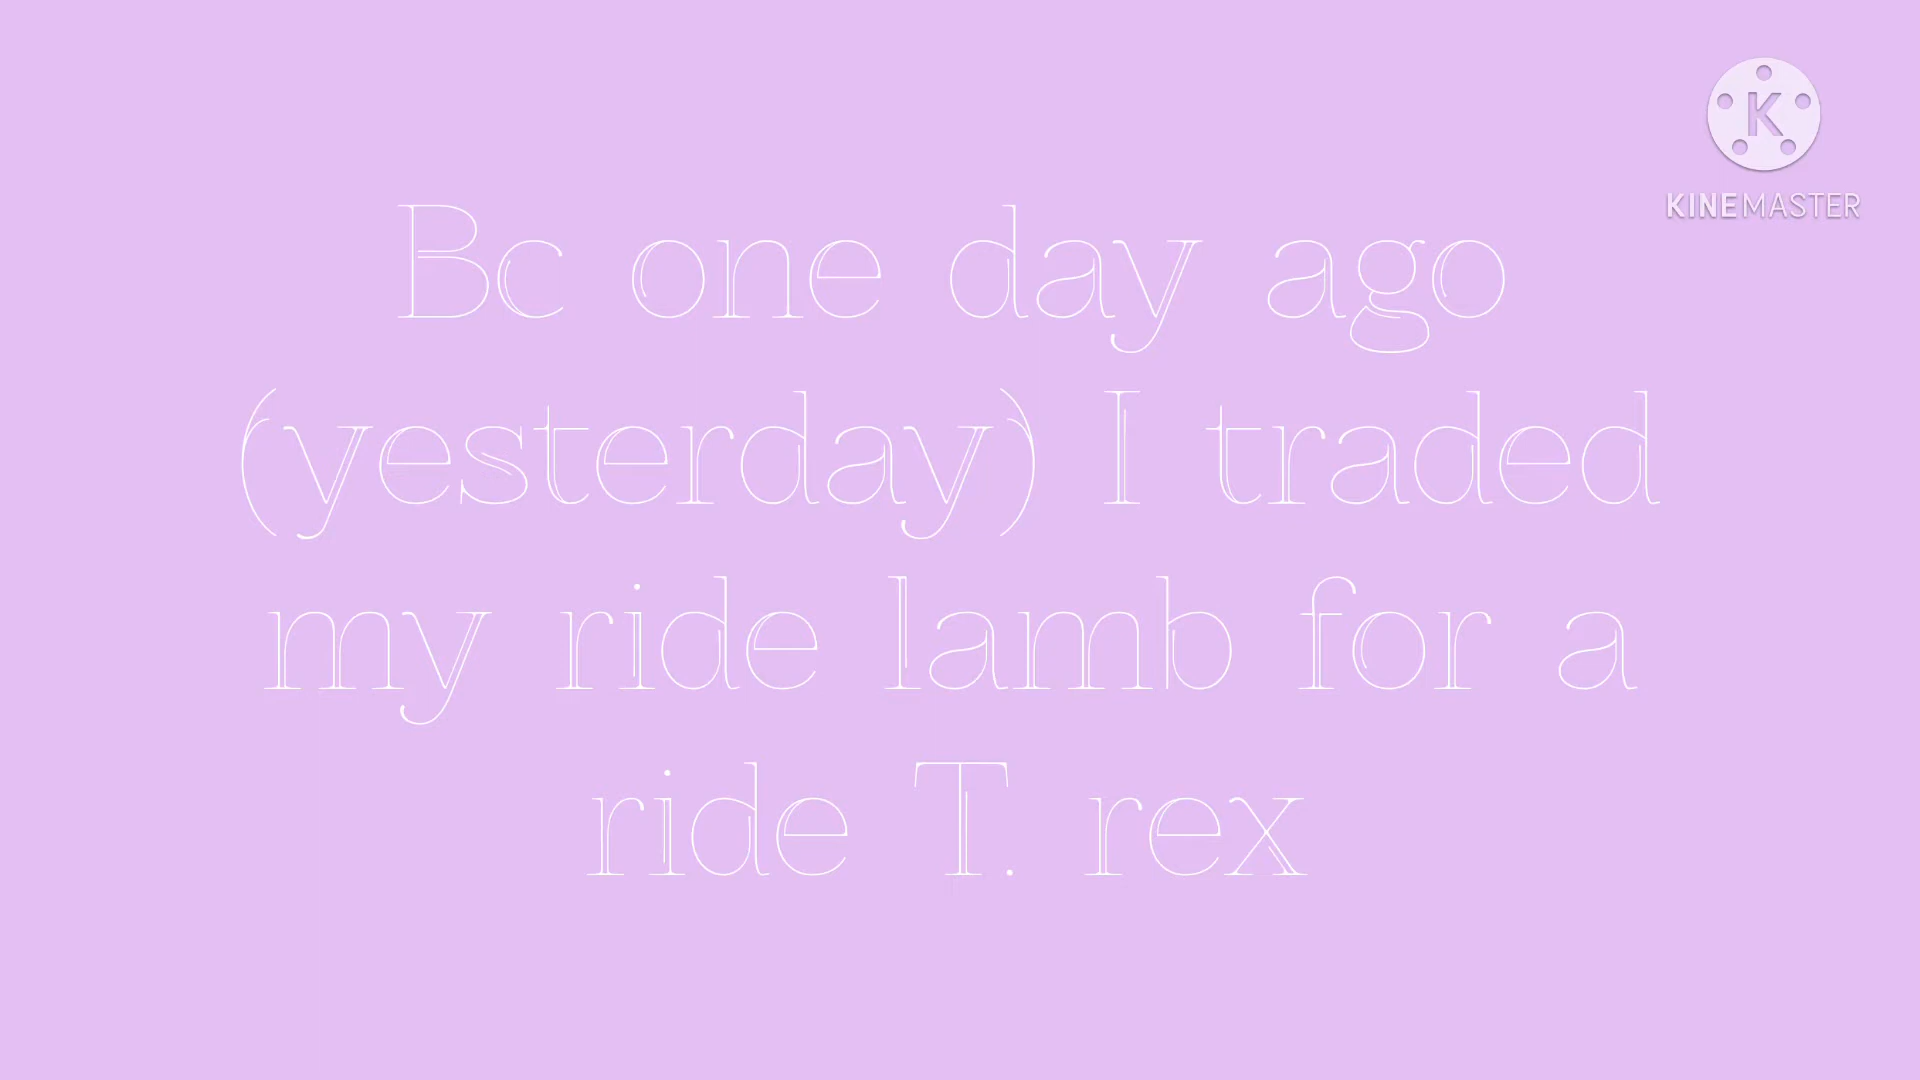 KINEMASTER
Bc one day ago
(yesterday) I traded
my ride lamb for a
ride T. rex